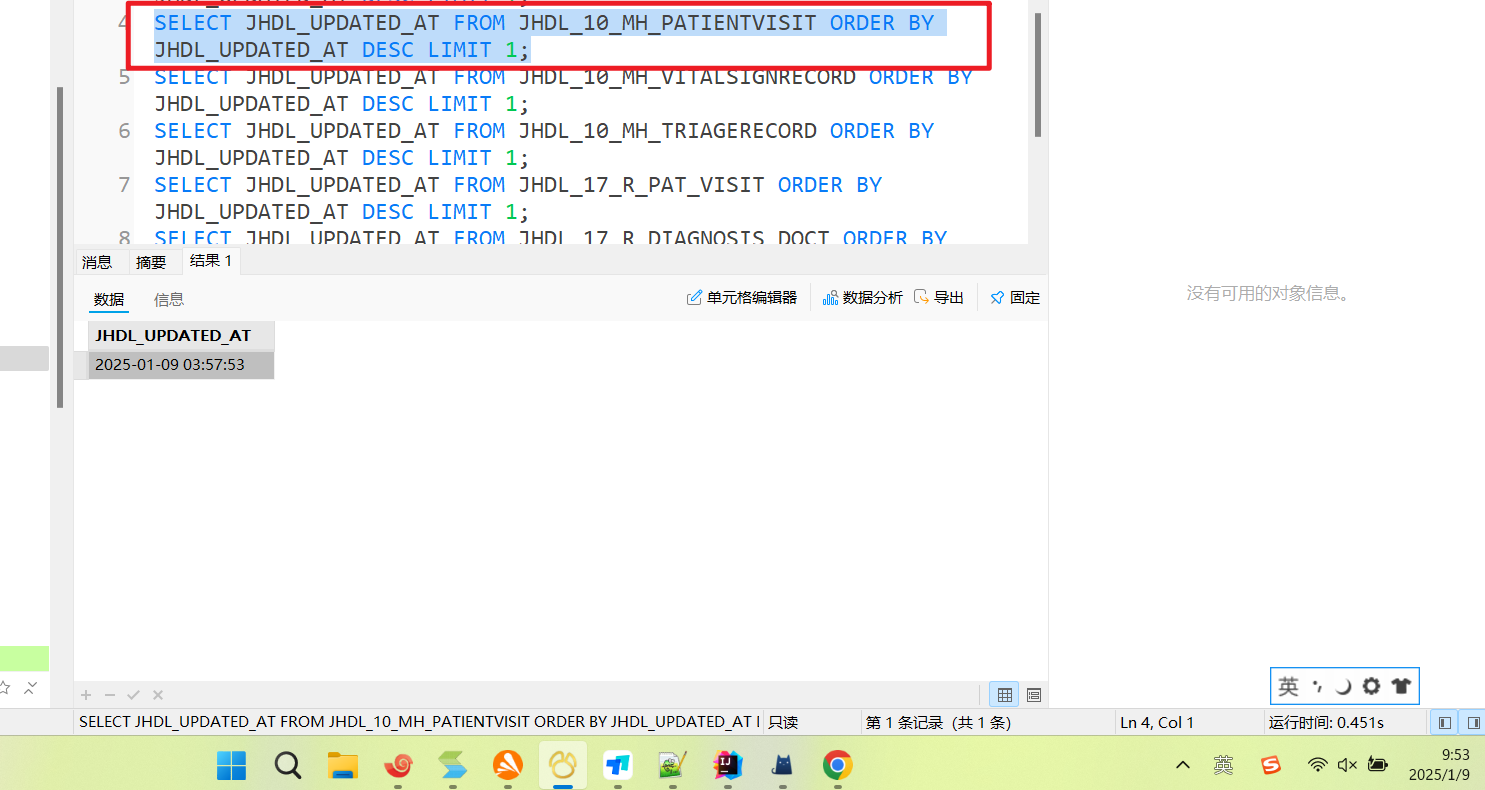 4 SELECT JHDL_UPDATED_AT FROM JHDL_10_MH_PATIENTVISIT ORDER BY
JHDL_UPDATED_AT DESC LIMIT 1;
5 SELECT JHDL_UPDATED_AT FROM JHDL_10_MH_VITALSIGNRECORD ORDER BY
JHDL_UPDATED_AT DESC LIMIT 1;
6 SELECT JHDL_UPDATED_AT FROM JHDL_10_MH_TRIAGERECORD ORDER BY
JHDL_UPDATED_AT DESC LIMIT 1;
7 SELECT JHDL_UPDATED_AT FROM JHDL_17_R_PAT_VISIT ORDER BY
JHDL_UPDATED_AT DESC LIMIT 1;
8 SELECT JHDL_UPDATED_AT FROM JHDL_17_R_DIAGNOSIS_DOCT ORDER BY
消息 摘要 结果 1
数据 信息 单元格编辑器 数据分析 导出 固定
没有可用的对象信息。
JHDL_UPDATED_AT
2025-01-09 03:57:53
英
SELECT JHDL_UPDATED_AT FROM JHDL_10_MH_PATIENTVISIT ORDER BY JHDL_UPDATED_AT 只读 第 1 条记录 (共 1 条) Ln 4, Col 1 运行时间: 0.451s
英 9:53
2025/1/9